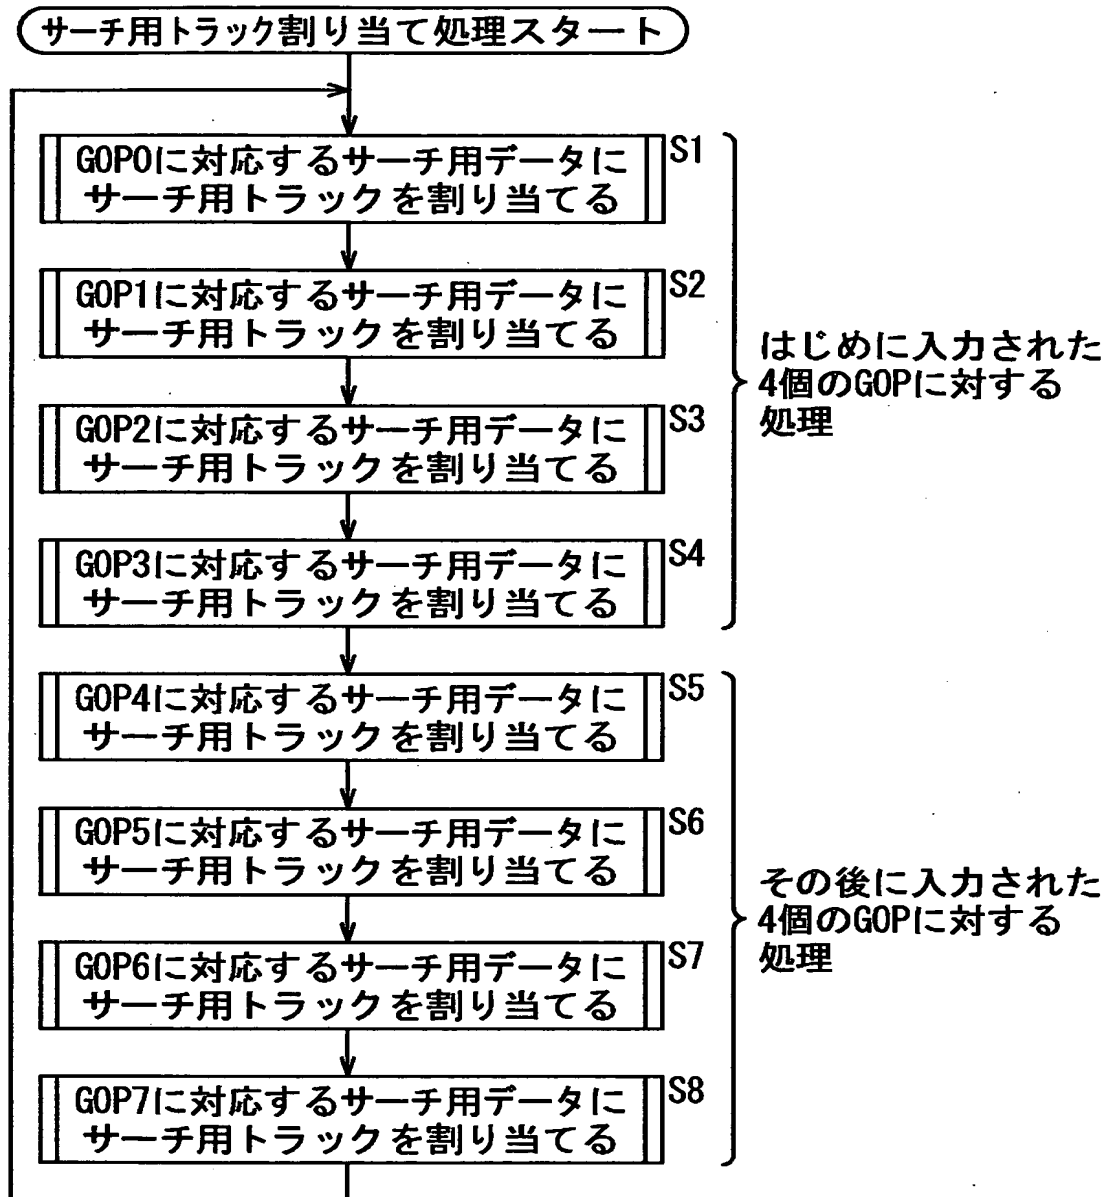 サーチ用トラック割り当て処理スタート
GOP0に対応するサーチ用データに
サーチ用トラックを割り当てる
S1
GOP1に対応するサーチ用データに
サーチ用トラックを割り当てる
S2
GOP2に対応するサーチ用データに
サーチ用トラックを割り当てる
S3
GOP3に対応するサーチ用データに
サーチ用トラックを割り当てる
S4
はじめに入力された
4個のGOPに対する
処理
GOP4に対応するサーチ用データに
サーチ用トラックを割り当てる
S5
GOP5に対応するサーチ用データに
サーチ用トラックを割り当てる
S6
GOP6に対応するサーチ用データに
サーチ用トラックを割り当てる
S7
GOP7に対応するサーチ用データに
サーチ用トラックを割り当てる
S8
その後に入力された
4個のGOPに対する
処理